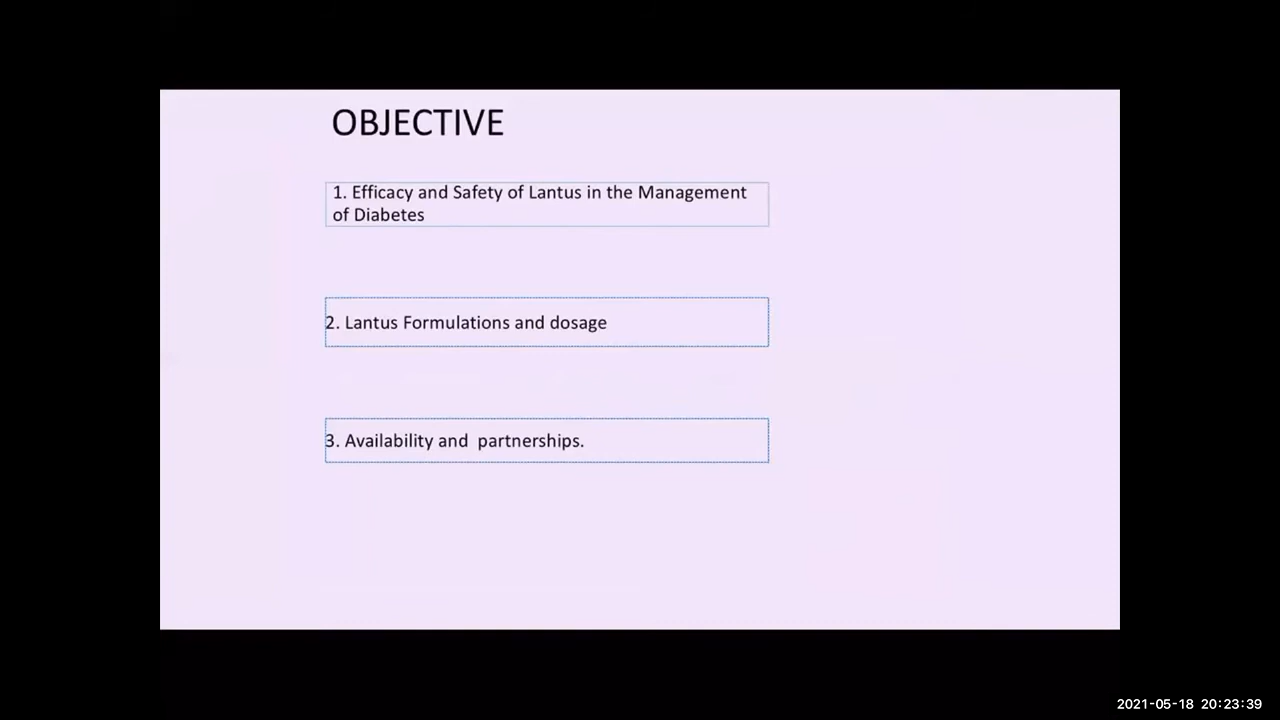 OBJECTIVE
1. Efficacy and Safety of Lantus in the Management
of Diabetes
2. Lantus Formulations and dosage
3. Availability and  partnerships.
2021-05-18 20:23:39